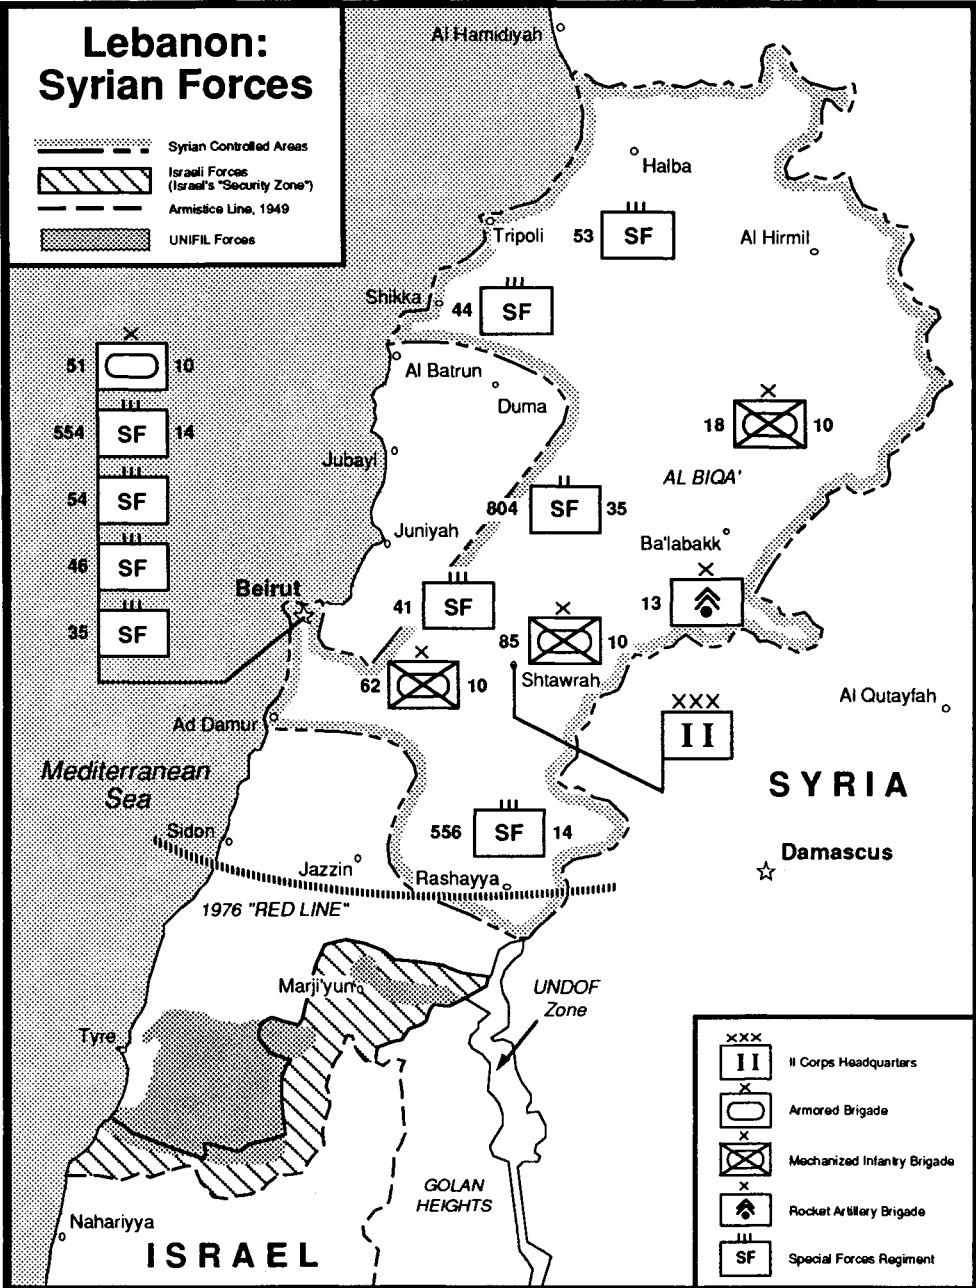 Lebanon:
Syrian Forces
Syrian Controlled Areas
Israeli Forces
(Israel's "Security Zone")
Armistice Line, 1949
UNIFIL Forces
Al Hamidiyah
Halba
Tripoli
53 SF
Al Hirmil
Shikka
44 SF
51 10
554 SF 14
54 SF
46 SF
35 SF
Al Batrun
Duma
18 10
Jubayl
AL BIQA'
804 SF 35
Juniyah
Ba'labakk
Beirut
41 SF
13
85 10
62 10
Shtawrah
Al Qutayfah
II
Ad Damur
Mediterranean
Sea
SYRIA
556 SF 14
Sidon
Damascus
Jazzin
Rashayya
1976 "RED LINE"
Marji'yun
UNDOF
Zone
Tyre
GOLAN
HEIGHTS
Nahariyya
ISRAEL
XXX
II
II Corps Headquarters
Armored Brigade
Mechanized Infantry Brigade
Rocket Artillery Brigade
SF
Special Forces Regiment